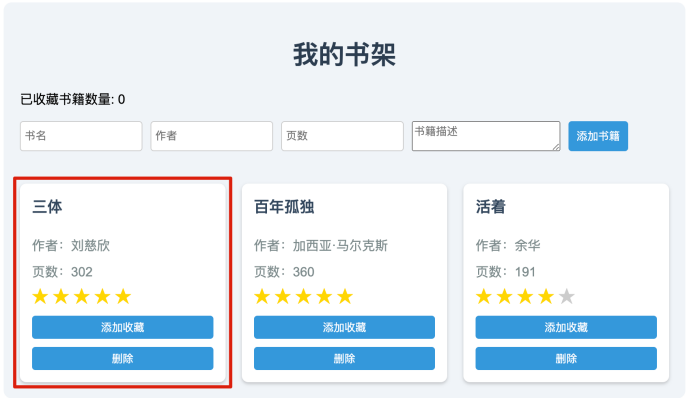 我的书架
已收藏书籍数量: 0
书名 作者 页数 书籍描述 添加书籍
三体
作者：刘慈欣
页数：302
添加收藏
删除
百年孤独
作者：加西亚·马尔克斯
页数：360
添加收藏
删除
活着
作者：余华
页数：191
添加收藏
删除